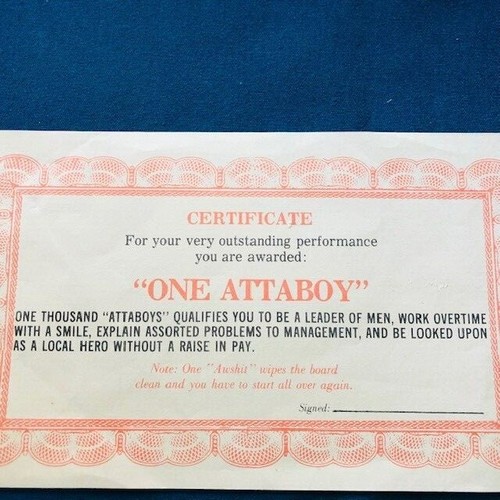 CERTIFICATE
For your very outstanding performance
you are awarded:
"ONE ATTABOY"
ONE THOUSAND "ATTABOYS" QUALIFIES YOU TO BE A LEADER OF MEN, WORK OVERTIME
WITH A SMILE, EXPLAIN ASSORTED PROBLEMS TO MANAGEMENT, AND BE LOOKED UPON
AS A LOCAL HERO WITHOUT A RAISE IN PAY.
Note: One "Awshit" wipes the board
clean and you have to start all over again.
Signed: